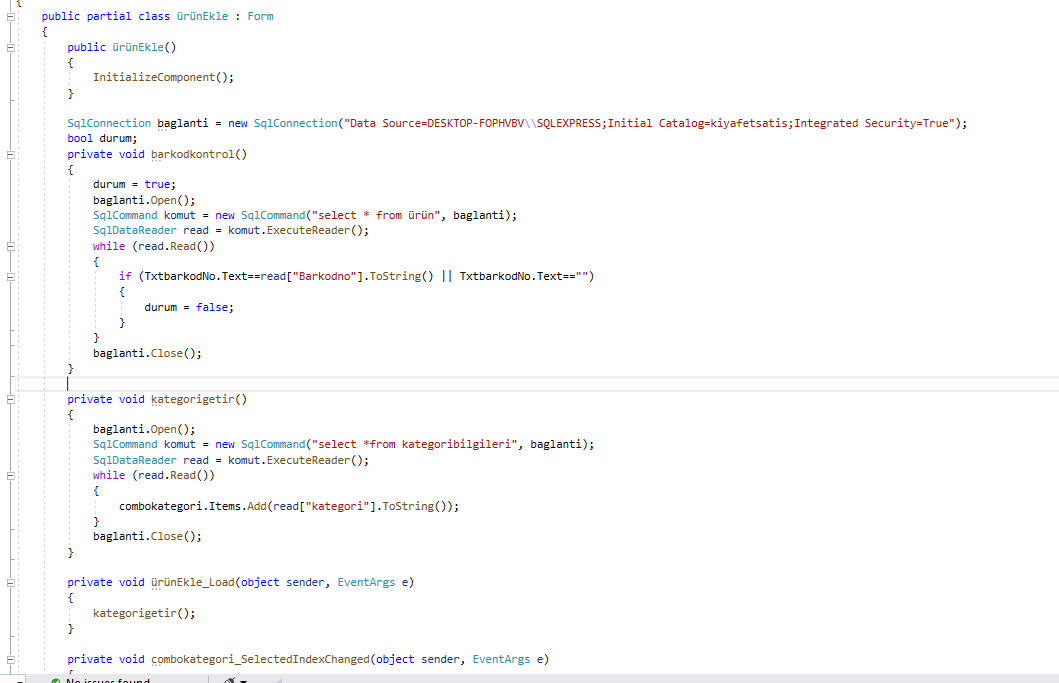 {
public partial class ürünEkle : Form
{
public ürünEkle()
{
InitializeComponent();
}
SqlConnection baglanti = new SqlConnection("Data Source=DESKTOP-FOPHVBV\\SQLEXPRESS;Initial Catalog=kiyafetsatis;Integrated Security=True");
bool durum;
private void barkodkontrol()
{
durum = true;
baglanti.Open();
SqlCommand komut = new SqlCommand("select * from ürün", baglanti);
SqlDataReader read = komut.ExecuteReader();
while (read.Read())
{
if (TxtbarkodNo.Text==read["Barkodno"].ToString() || TxtbarkodNo.Text=="")
{
durum = false;
}
}
baglanti.Close();
}
private void kategorigetir()
{
baglanti.Open();
SqlCommand komut = new SqlCommand("select *from kategoribilgileri", baglanti);
SqlDataReader read = komut.ExecuteReader();
while (read.Read())
{
combokategori.Items.Add(read["kategori"].ToString());
}
baglanti.Close();
}
private void ürünEkle_Load(object sender, EventArgs e)
{
kategorigetir();
}
private void combokategori_SelectedIndexChanged(object sender, EventArgs e)
{
No issues found